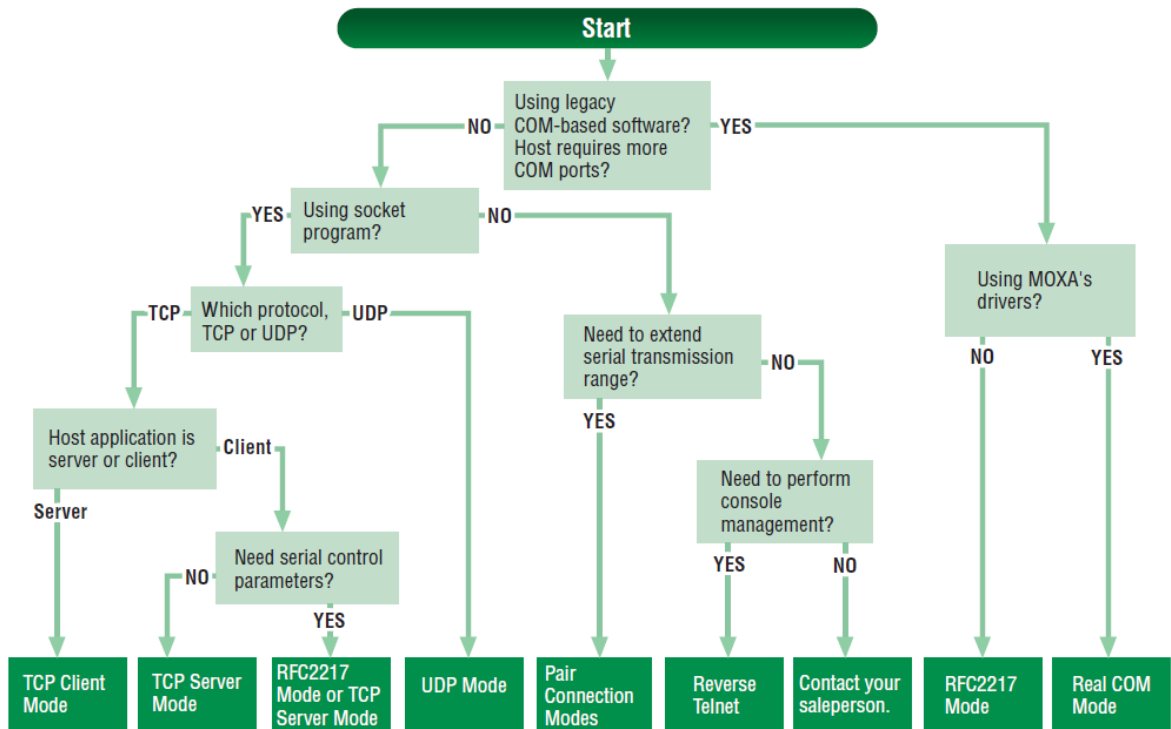 Start
Using legacy
COM-based software?
Host requires more
COM ports?
NO
YES
Using socket
program?
YES
NO
Using MOXA's
drivers?
Which protocol,
TCP or UDP?
TCP
UDP
Need to extend
serial transmission
range?
NO
YES
NO
YES
Host application is
server or client?
Client
Server
Need to perform
console
management?
YES
NO
Need serial control
parameters?
NO
YES
TCP Client
Mode
TCP Server
Mode
RFC2217
Mode or TCP
Server Mode
UDP Mode
Pair
Connection
Modes
Reverse
Telnet
Contact your
saleperson.
RFC2217
Mode
Real COM
Mode